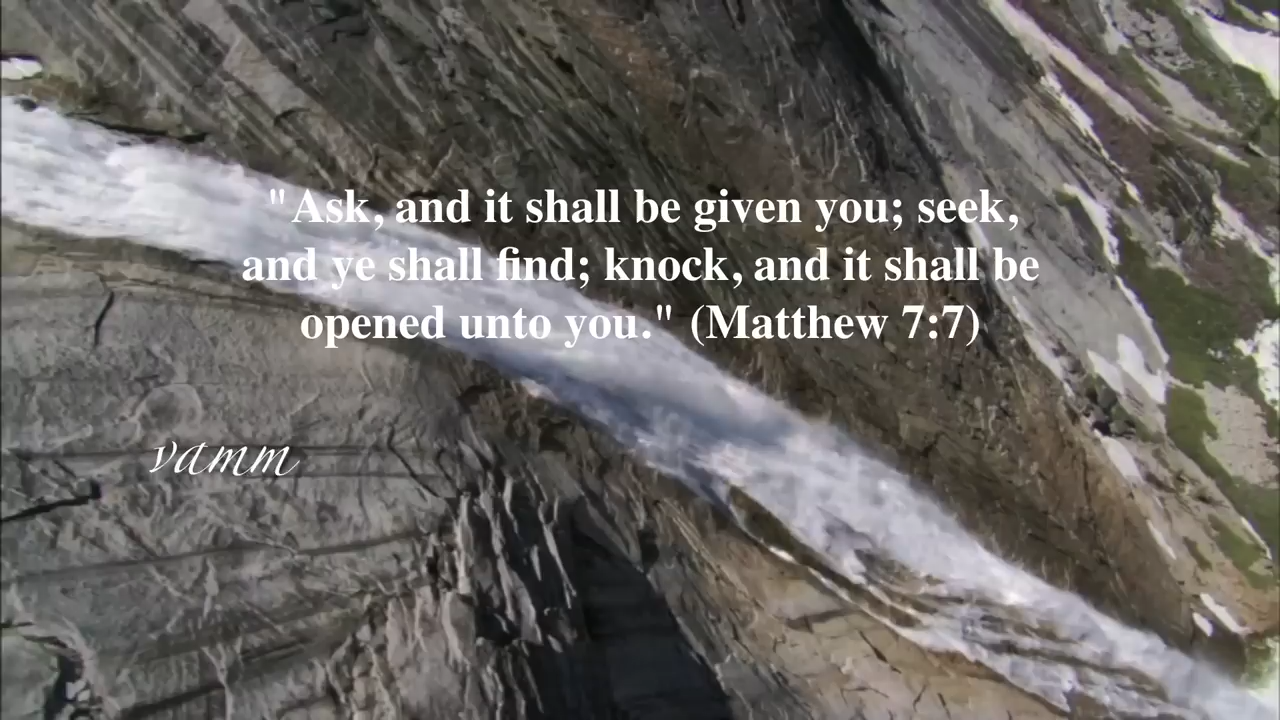 "Ask, and it shall be given you; seek,
and ye shall find; knock, and it shall be
opened unto you." (Matthew 7:7)
vamm